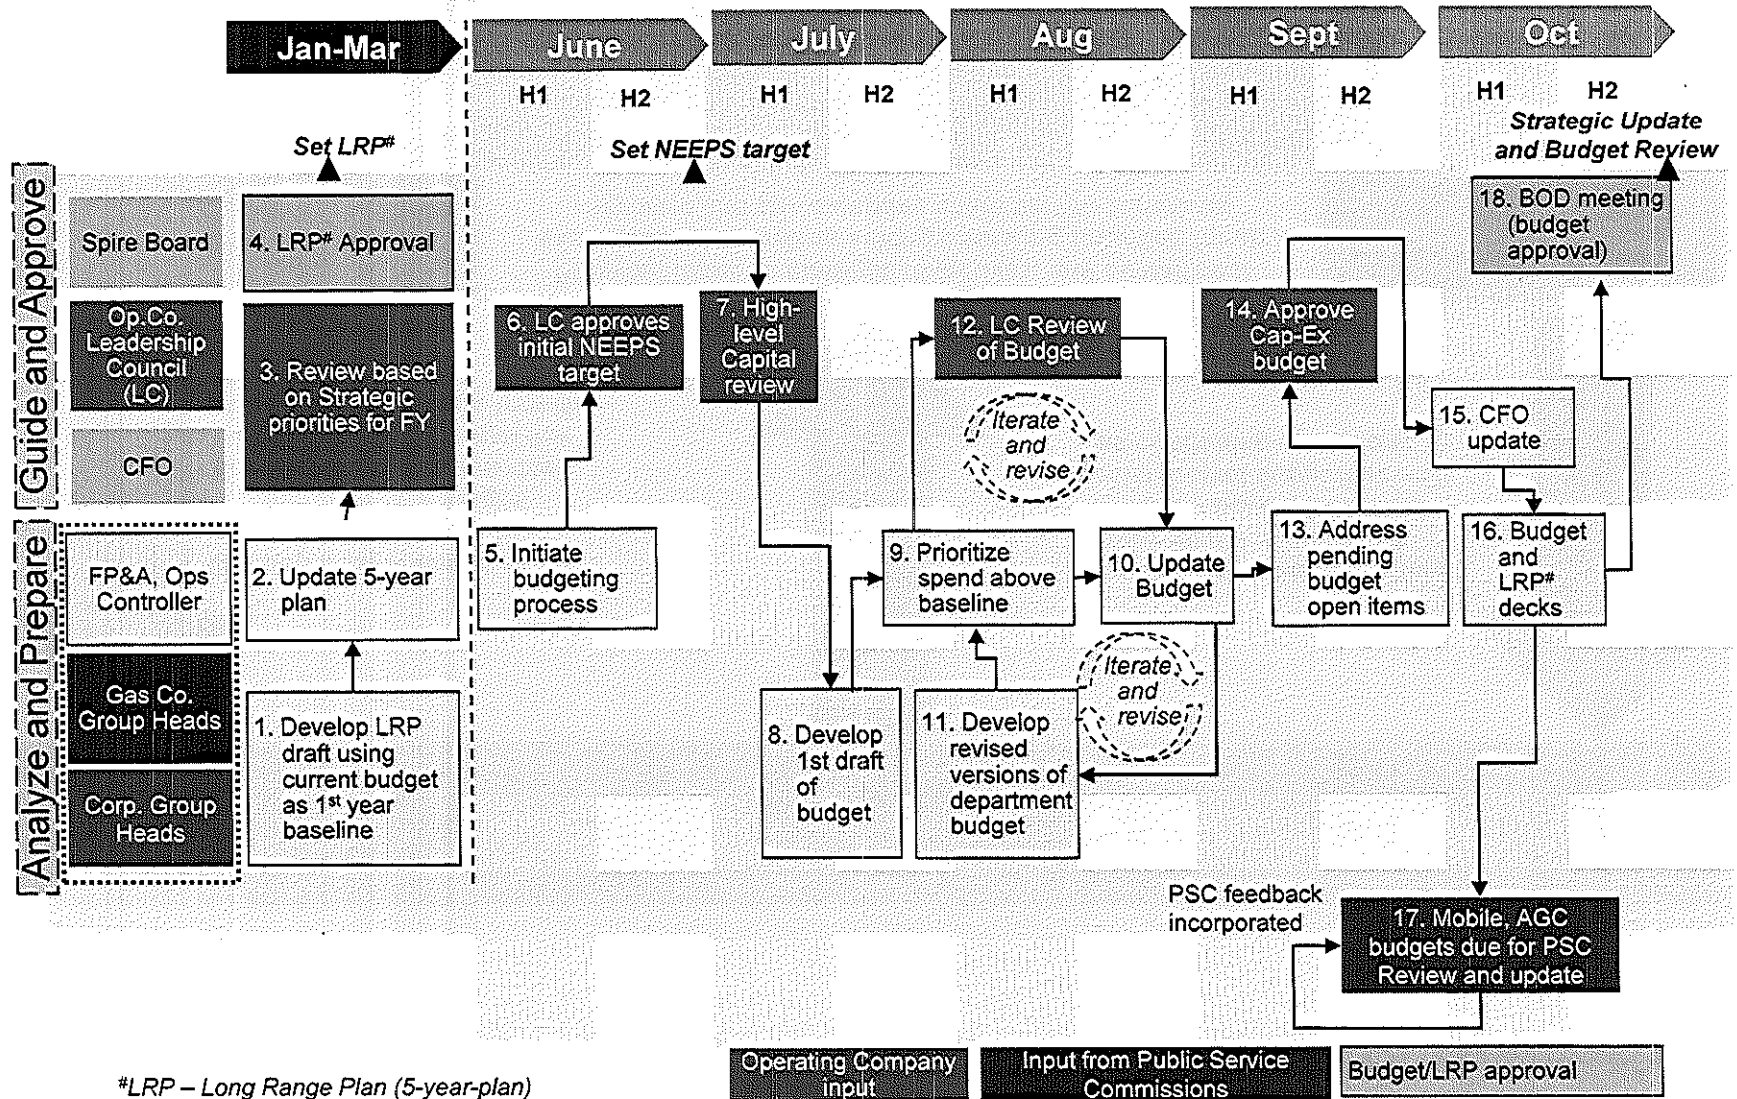 Jan-Mar
June
July
Aug
Sept
Oct
H1
H2
H1
H2
H1
H2
H1
H2
H1
H2
Set LRP#
Set NEEPS target
Strategic Update
and Budget Review
Guide and Approve
Spire Board
4. LRP# Approval
18. BOD meeting
(budget
approval)
Op.Co.
Leadership
Council
(LC)
3. Review based
on Strategic
priorities for FY
CFO
6. LC approves
initial NEEPS
target
7. High-
level
Capital
review
12. LC Review
of Budget
Iterate
and
revise
14. Approve
Cap-Ex
budget
15. CFO
update
Analyze and Prepare
FP&A, Ops
Controller
2. Update 5-year
plan
5. Initiate
budgeting
process
9. Prioritize
spend above
baseline
10. Update
Budget
13. Address
pending
budget
open items
16. Budget
and
LRP#
decks
Gas Co.
Group Heads
Corp. Group
Heads
1. Develop LRP
draft using
current budget
as 1st year
baseline
8. Develop
1st draft
of
budget
11. Develop
revised
versions of
department
budget
Iterate
and
revise
PSC feedback
incorporated
17. Mobile, AGC
budgets due for PSC
Review and update
#LRP – Long Range Plan (5-year-plan)
Operating Company
input
Input from Public Service
Commissions
Budget/LRP approval